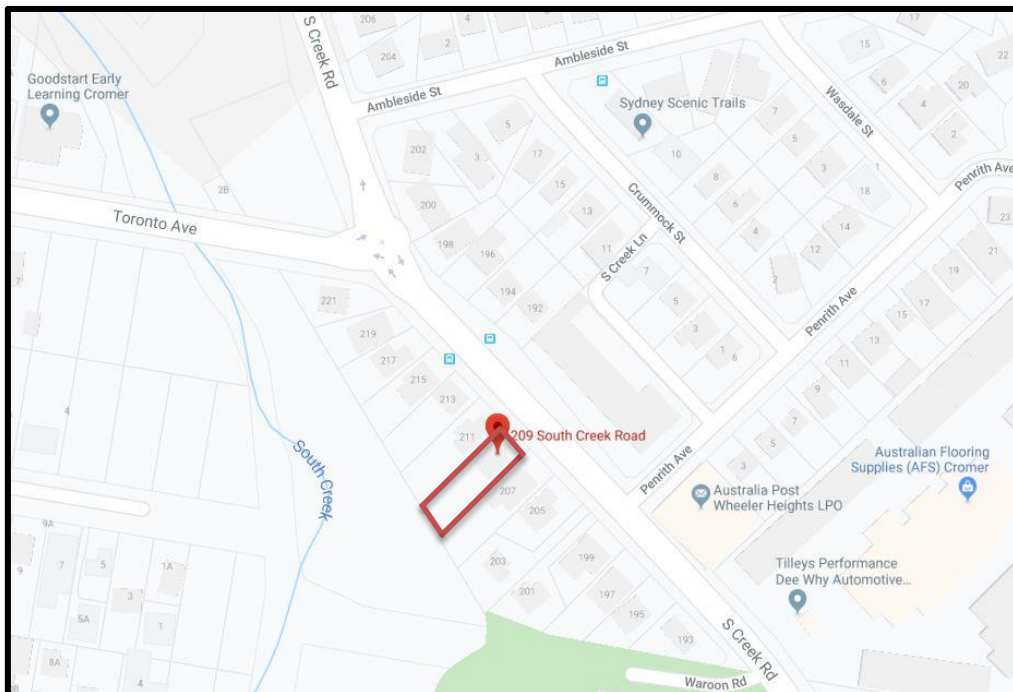 206
17
S Creek Rd
2
204
Ambleside St
15
22
Goodstart Early
Learning Cromer
6
20
Ambleside St
Sydney Scenic Trails
4
Wasdale St
5
7
2
202
3
17
10
5
Penrith Ave
2B
15
8
3
1
18
Toronto Ave
200
13
Crummock St
6
23
198
11
4
14
196
S Creek Ln
12
21
7
7
194
19
221
192
5
Penrith Ave
17
219
3
15
217
1
6
13
215
11
213
9
4
211
209 South Creek Road
7
South Creek
5
Australian Flooring
Supplies (AFS) Cromer
Penrith Ave
3
207
Australia Post
Wheeler Heights LPO
205
9A
199
203
Tilleys Performance
Dee Why Automotive...
9
7
5
1A
201
197
3
195
5A
1
S Creek Rd
193
8A
Waroon Rd